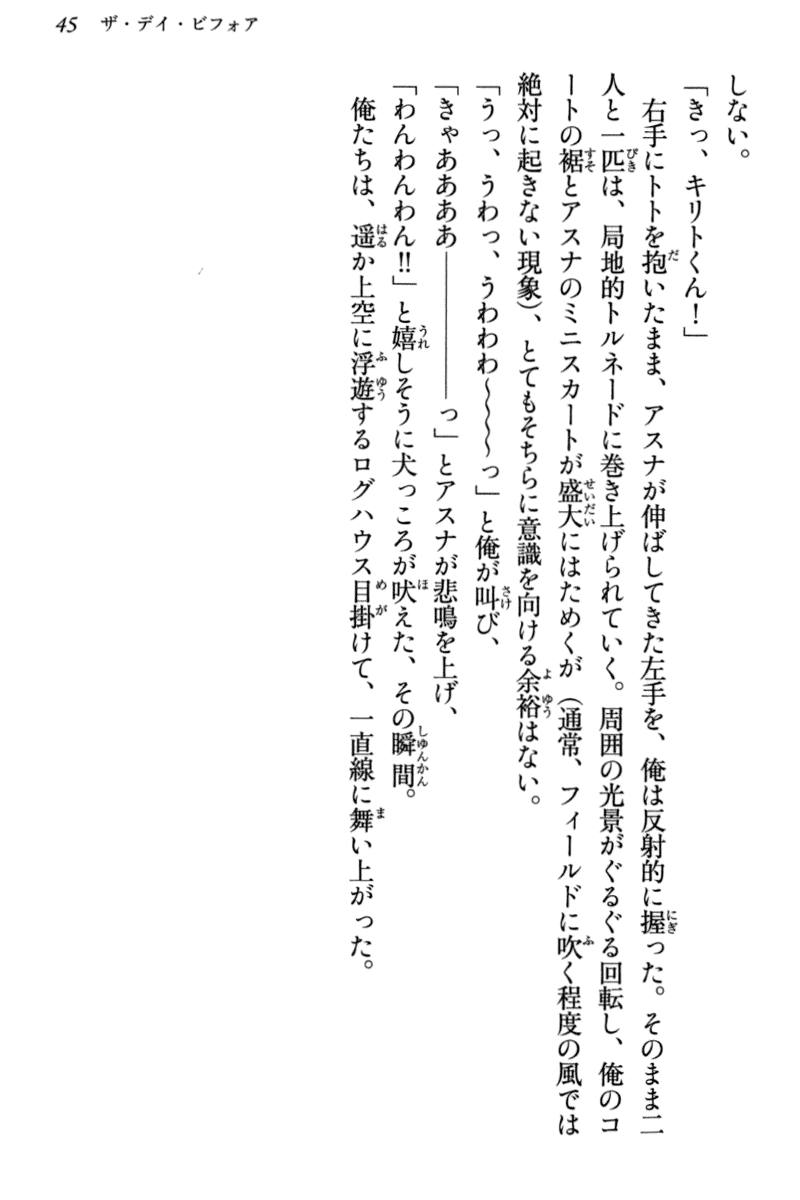 45 ザ・デイ・ビフォア
しない。
「きっ、キリトくん！」
右手にトトを抱いたまま、アスナが伸ばしてきた左手を、俺は反射的に握った。そのまま二
人と一匹は、局地的トルネードに巻き上げられていく。周囲の光景がぐるぐる回転し、俺のコ
ートの裾とアスナのミニスカートが盛大にはためくが（通常、フィールドに吹く程度の風では
絶対に起きない現象）、とてもそちらに意識を向ける余裕はない。
「うっ、うわっ、うわわわ～～～～っ」と俺が叫び、
「きゃああああ――――――っ」とアスナが悲鳴を上げ、
「わんわんわん!!」と嬉しそうに犬っころが吠えた、その瞬間。
俺たちは、遥か上空に浮遊するログハウス目掛けて、一直線に舞い上がった。